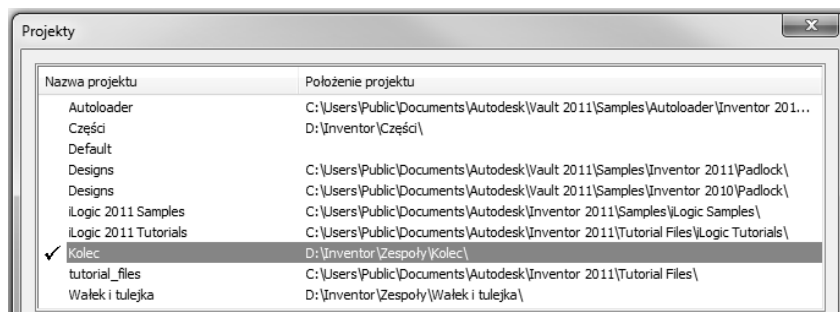 Projekty
Nazwa projektu Położenie projektu
Autoloader C:\Users\Public\Documents\Autodesk\Vault 2011\Samples\Autoloader\Inventor 201...
Części D:\Inventor\Części\
Default
Designs C:\Users\Public\Documents\Autodesk\Vault 2011\Samples\Inventor 2011\Padlock\
Designs C:\Users\Public\Documents\Autodesk\Vault 2011\Samples\Inventor 2010\Padlock\
iLogic 2011 Samples C:\Users\Public\Documents\Autodesk\Inventor 2011\Samples\iLogic Samples\
iLogic 2011 Tutorials C:\Users\Public\Documents\Autodesk\Inventor 2011\Tutorial Files\iLogic Tutorials\
Kolec D:\Inventor\Zespoły\Kolec\
tutorial_files C:\Users\Public\Documents\Autodesk\Inventor 2011\Tutorial Files\
Wałek i tulejka D:\Inventor\Zespoły\Wałek i tulejka\